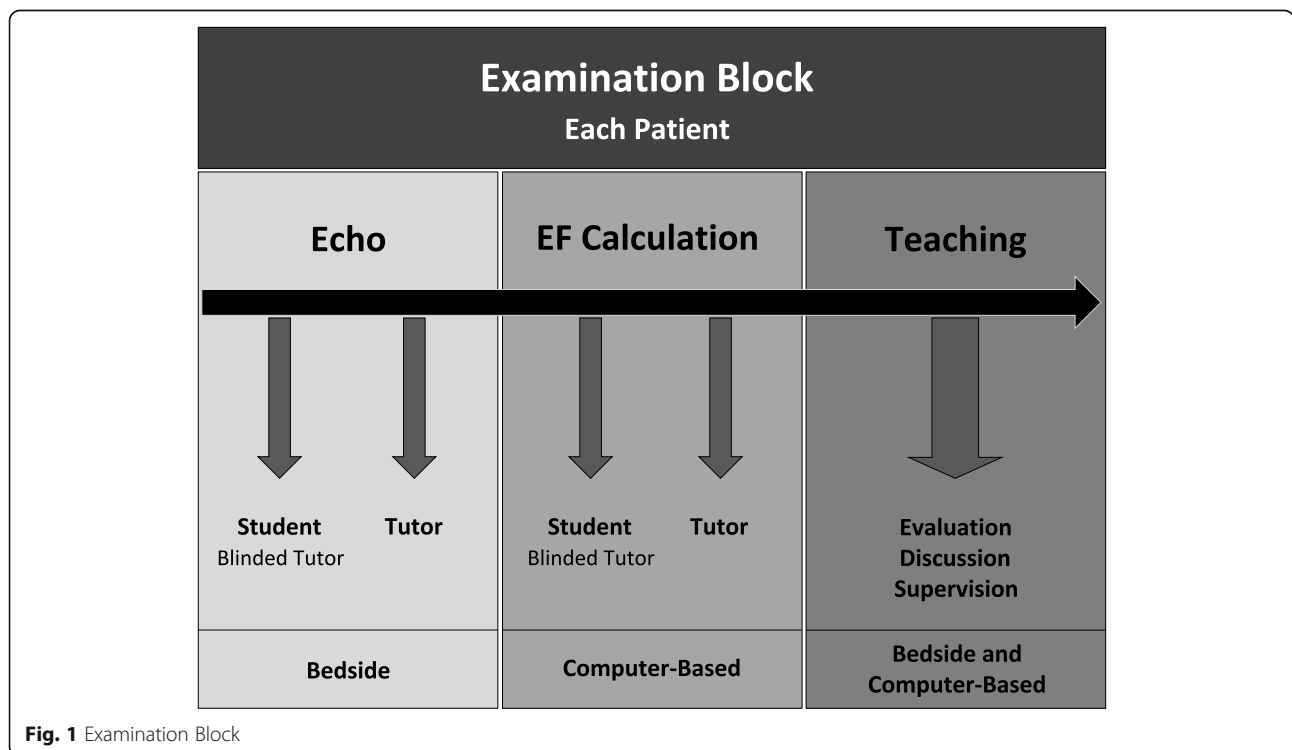 Examination Block
Each Patient
Echo
EF Calculation
Teaching
Student
Blinded Tutor
Tutor
Student
Blinded Tutor
Tutor
Evaluation
Discussion
Supervision
Bedside
Computer-Based
Bedside and
Computer-Based
Fig. 1 Examination Block